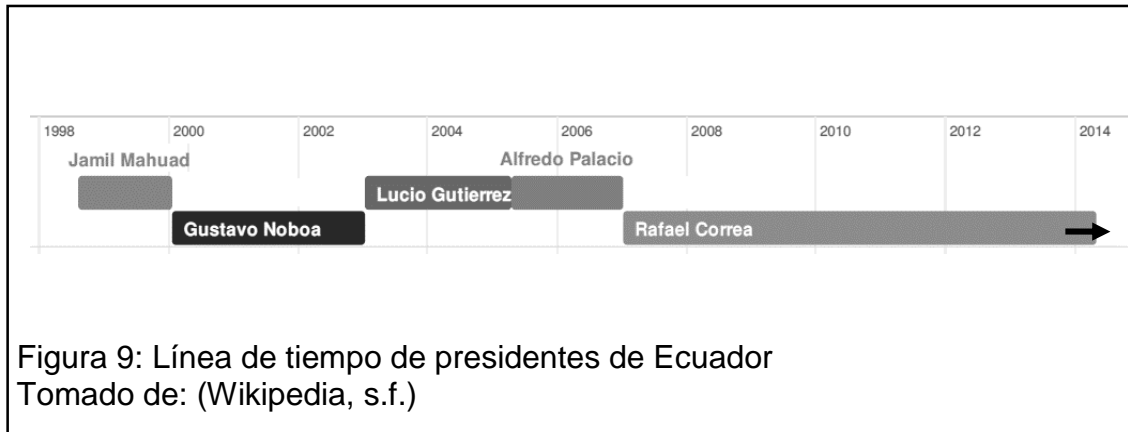 1998 2000 2002 2004 2006 2008 2010 2012 2014
Jamil Mahuad Alfredo Palacio
Lucio Gutierrez
Gustavo Noboa Rafael Correa
Figura 9: Línea de tiempo de presidentes de Ecuador
Tomado de: (Wikipedia, s.f.)